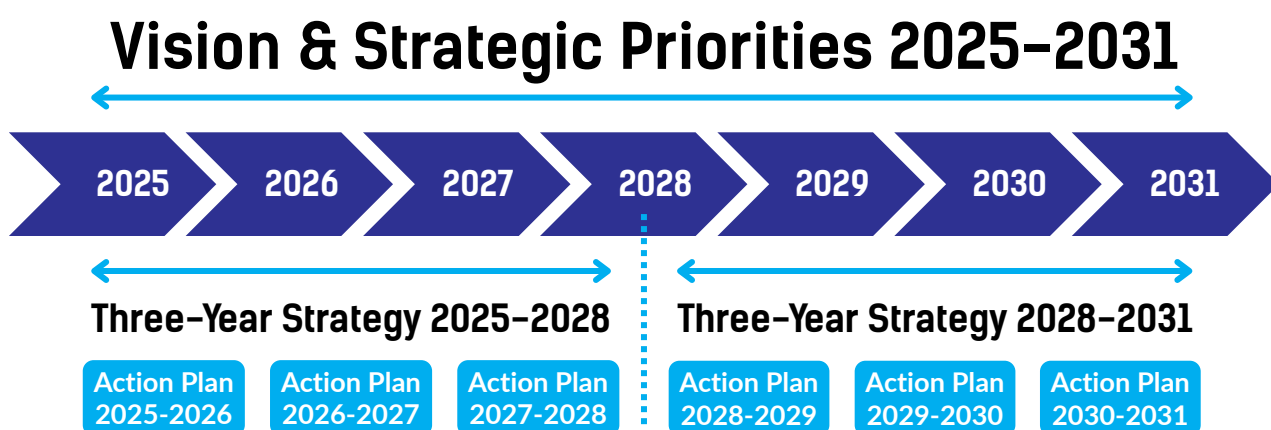 Vision & Strategic Priorities 2025–2031
2025 2026 2027 2028 2029 2030 2031
Three–Year Strategy 2025–2028
Three–Year Strategy 2028–2031
Action Plan
2025-2026
Action Plan
2026-2027
Action Plan
2027-2028
Action Plan
2028-2029
Action Plan
2029-2030
Action Plan
2030-2031